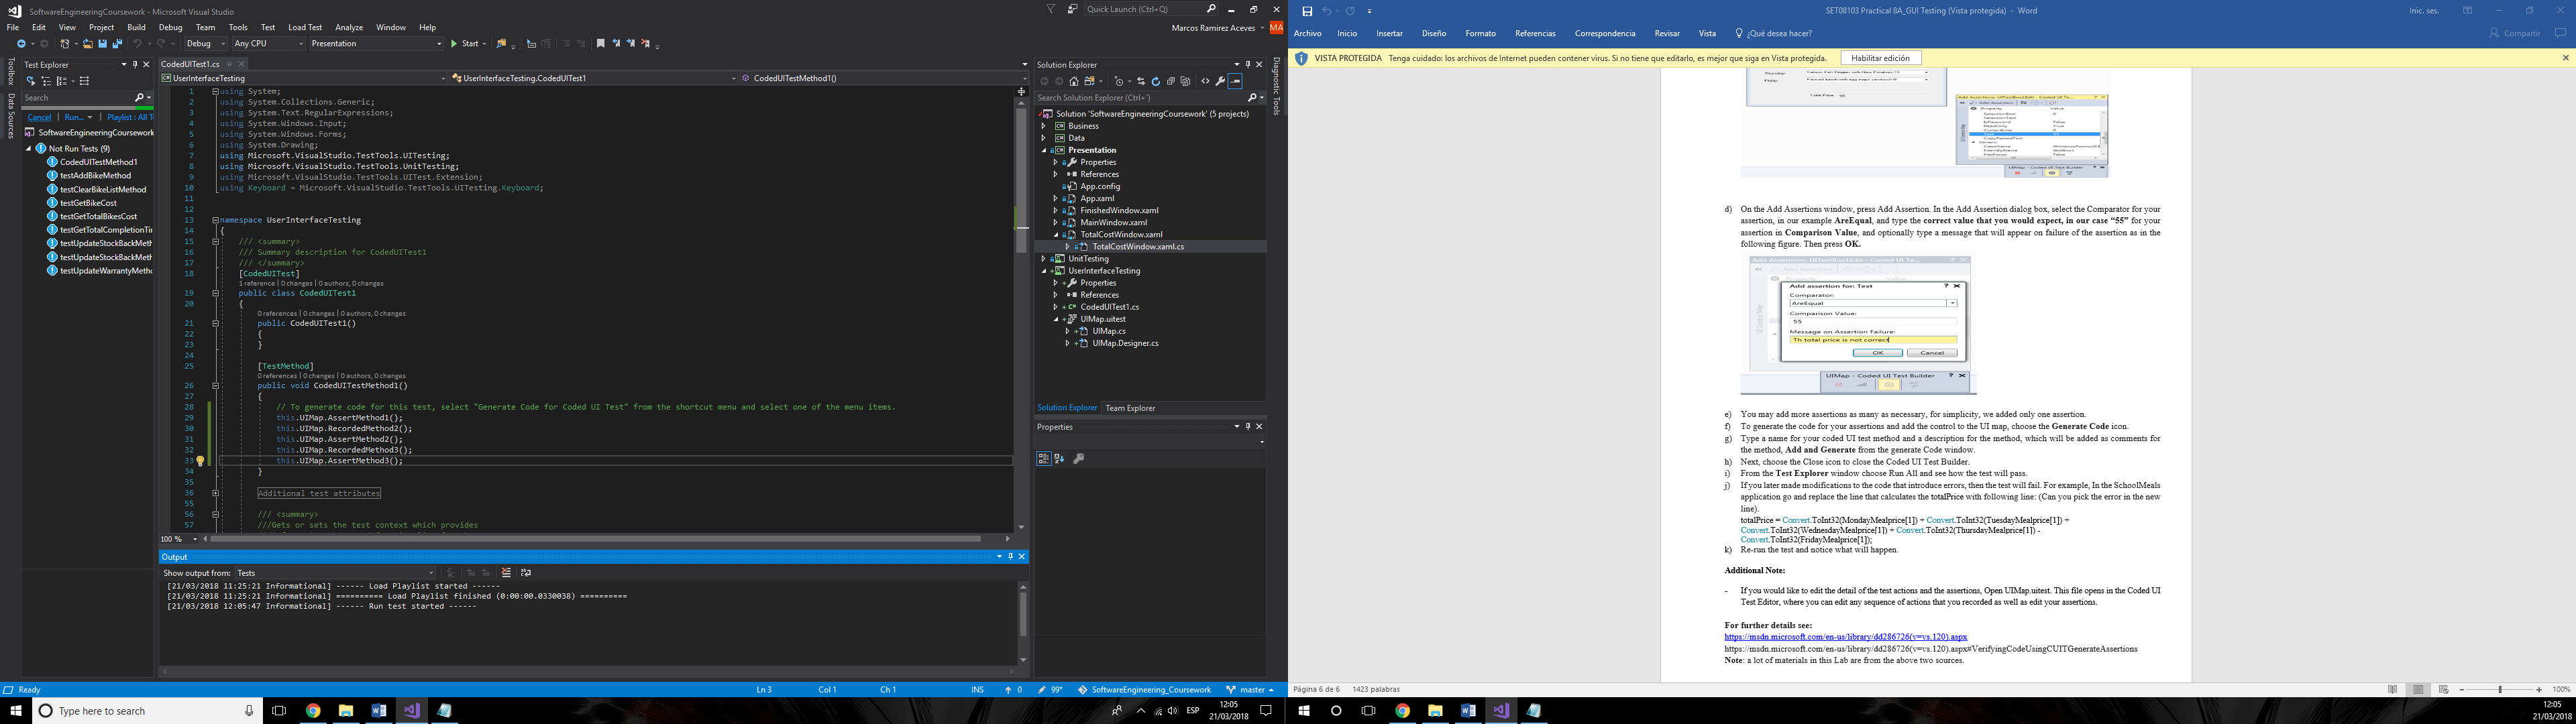 SoftwareEngineeringCoursework - Microsoft Visual Studio
Quick Launch (Ctrl+Q)
File Edit View Project Build Debug Team Tools Test Load Test Analyze Window Help
Marcos Ramirez Aceves MA
Debug Any CPU Presentation Start
Toolbox
Data Sources
Test Explorer
Search
Cancel | Run... | Playlist : All T
SoftwareEngineeringCoursework
Not Run Tests (9)
CodedUITestMethod1
testAddBikeMethod
testClearBikeListMethod
testGetBikeCost
testGetTotalBikesCost
testGetTotalCompletionTi
testUpdateStockBackMeth
testUpdateStockBackMeth
testUpdateWarrantyMetho
CodedUITest1.cs
UserInterfaceTesting UserInterfaceTesting.CodedUITest1 CodedUITestMethod1()
1 using System;
2 using System.Collections.Generic;
3 using System.Text.RegularExpressions;
4 using System.Windows.Input;
5 using System.Windows.Forms;
6 using System.Drawing;
7 using Microsoft.VisualStudio.TestTools.UITesting;
8 using Microsoft.VisualStudio.TestTools.UnitTesting;
9 using Microsoft.VisualStudio.TestTools.UITest.Extension;
10 using Keyboard = Microsoft.VisualStudio.TestTools.UITesting.Keyboard;
11
12
13 namespace UserInterfaceTesting
14 {
15 /// <summary>
16 /// Summary description for CodedUITest1
17 /// </summary>
18 [CodedUITest]
1 reference | 0 changes | 0 authors, 0 changes
19 public class CodedUITest1
20 {
0 references | 0 changes | 0 authors, 0 changes
21 public CodedUITest1()
22 {
23 }
24
25 [TestMethod]
0 references | 0 changes | 0 authors, 0 changes
26 public void CodedUITestMethod1()
27 {
28 // To generate code for this test, select "Generate Code for Coded UI Test" from the shortcut menu and select one of the menu items.
29 this.UIMap.AssertMethod1();
30 this.UIMap.RecordedMethod2();
31 this.UIMap.AssertMethod2();
32 this.UIMap.RecordedMethod3();
33 this.UIMap.AssertMethod3();
34 }
35
36 Additional test attributes
55
56 /// <summary>
57 ///Gets or sets the test context which provides
100 %
Output
Show output from: Tests
[21/03/2018 11:25:21 Informational] ------ Load Playlist started ------
[21/03/2018 11:25:21 Informational] ========== Load Playlist finished (0:00:00.0330038) ==========
[21/03/2018 12:05:47 Informational] ------ Run test started ------
Solution Explorer
Search Solution Explorer (Ctrl+')
Solution 'SoftwareEngineeringCoursework' (5 projects)
Business
Data
Presentation
Properties
References
App.config
App.xaml
FinishedWindow.xaml
MainWindow.xaml
TotalCostWindow.xaml
TotalCostWindow.xaml.cs
UnitTesting
UserInterfaceTesting
Properties
References
CodedUITest1.cs
UIMap.uitest
UIMap.cs
UIMap.Designer.cs
Solution Explorer Team Explorer
Properties
Diagnostic Tools
Ready Ln 3 Col 1 Ch 1 INS 0 99* SoftwareEngineering_Coursework master
Type here to search
ESP
12:05
21/03/2018
SET08103 Practical 8A_GUI Testing (Vista protegida) - Word
Inic. ses.
Archivo Inicio Insertar Diseño Formato Referencias Correspondencia Revisar Vista ¿Qué desea hacer? Compartir
VISTA PROTEGIDA Tenga cuidado: los archivos de Internet pueden contener virus. Si no tiene que editarlo, es mejor que siga en Vista protegida. Habilitar edición
Thursday
Friday
Total Price 55
Add Assertion
Property Value
d) On the Add Assertions window, press Add Assertion. In the Add Assertion dialog box, select the Comparator for your
assertion, in our example AreEqual, and type the correct value that you would expect, in our case “55” for your
assertion in Comparison Value, and optionally type a message that will appear on failure of the assertion as in the
following figure. Then press OK.
Add assertion for: Text
Comparator:
AreEqual
Comparison Value:
55
Message on Assertion Failure:
Th total price is not correct
OK Cancel
UIMap - Coded UI Test Builder
e) You may add more assertions as many as necessary, for simplicity, we added only one assertion.
f) To generate the code for your assertions and add the control to the UI map, choose the Generate Code icon.
g) Type a name for your coded UI test method and a description for the method, which will be added as comments for
the method, Add and Generate from the generate Code window.
h) Next, choose the Close icon to close the Coded UI Test Builder.
i) From the Test Explorer window choose Run All and see how the test will pass.
j) If you later made modifications to the code that introduce errors, then the test will fail. For example, In the SchoolMeals
application go and replace the line that calculates the totalPrice with following line: (Can you pick the error in the new
line).
totalPrice = Convert.ToInt32(MondayMealprice[1]) + Convert.ToInt32(TuesdayMealprice[1]) +
Convert.ToInt32(WednesdayMealprice[1]) + Convert.ToInt32(ThursdayMealprice[1]) -
Convert.ToInt32(FridayMealprice[1]);
k) Re-run the test and notice what will happen.
Additional Note:
- If you would like to edit the detail of the test actions and the assertions, Open UIMap.uitest. This file opens in the Coded UI
Test Editor, where you can edit any sequence of actions that you recorded as well as edit your assertions.
For further details see:
https://msdn.microsoft.com/en-us/library/dd286726(v=vs.120).aspx
https://msdn.microsoft.com/en-us/library/dd286726(v=vs.120).aspx#VerifyingCodeUsingCUITGenerateAssertions
Note: a lot of materials in this Lab are from the above two sources.
Página 6 de 6 1423 palabras 100%
12:05
21/03/2018